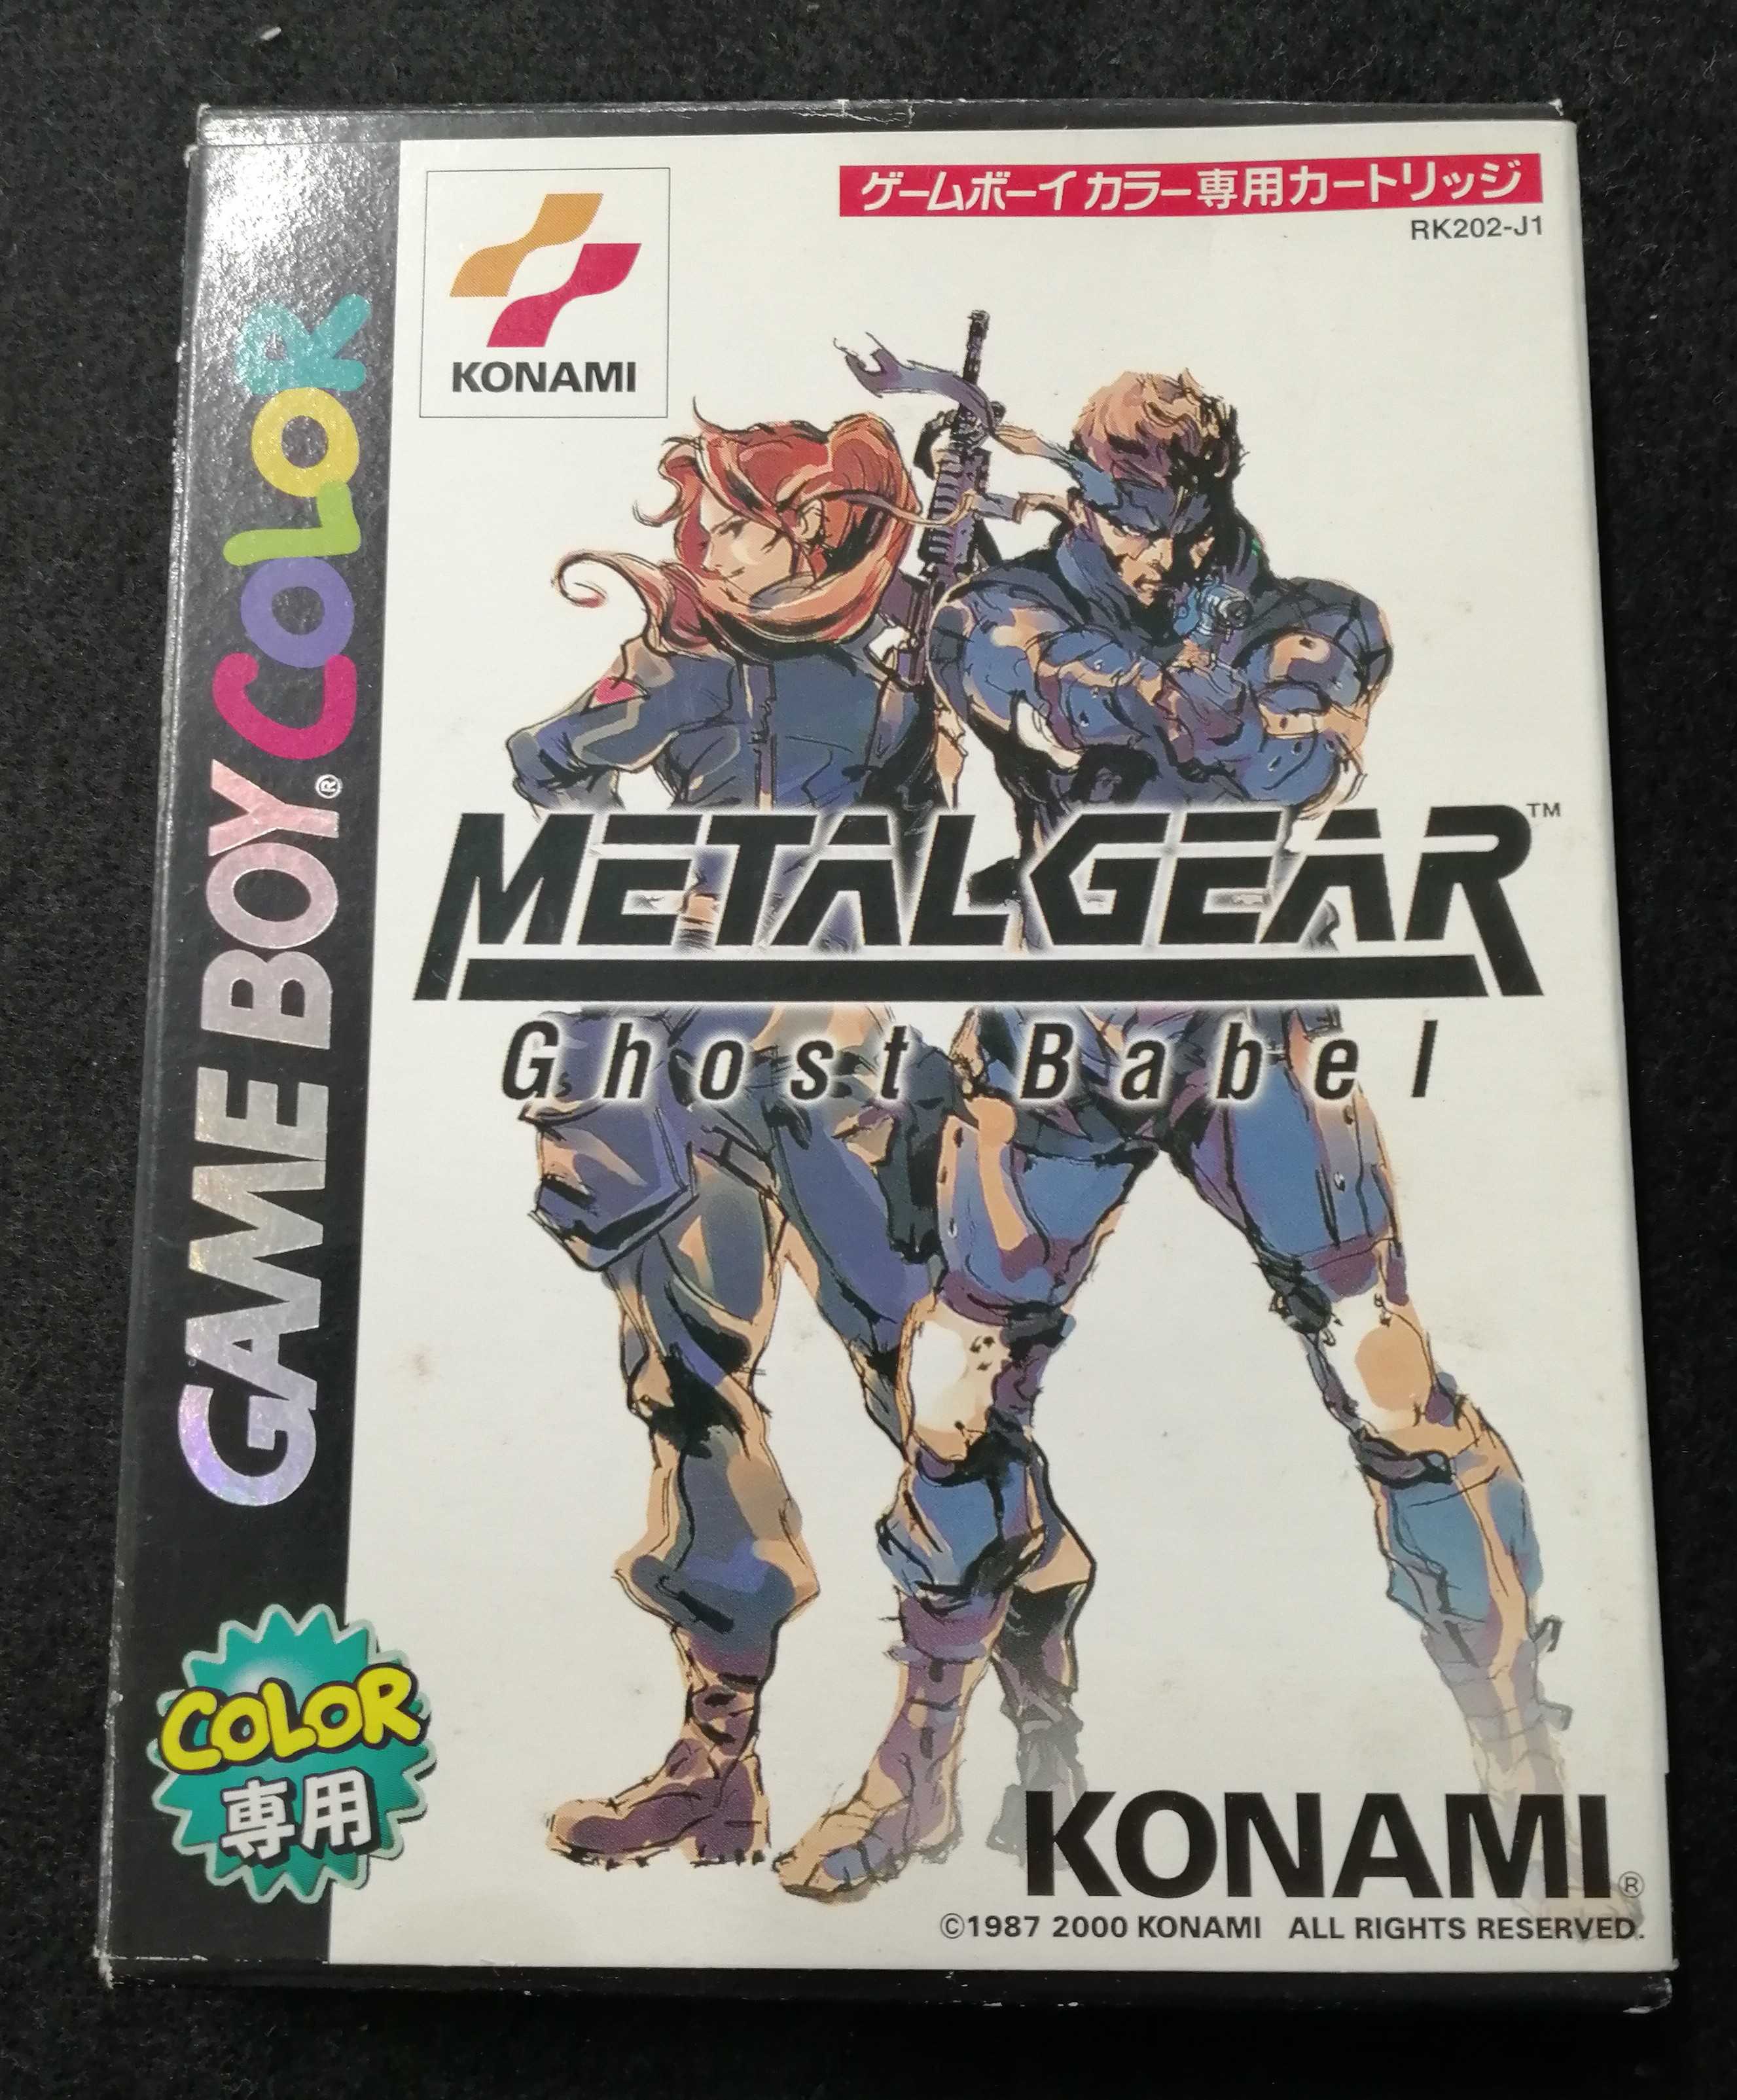 ゲームボーイカラー専用カートリッジ
RK202-J1
KONAMI
GAME BOY® COLOR
METAL GEAR™
Ghost Babel
COLOR
専用
KONAMI®
©1987 2000 KONAMI ALL RIGHTS RESERVED.